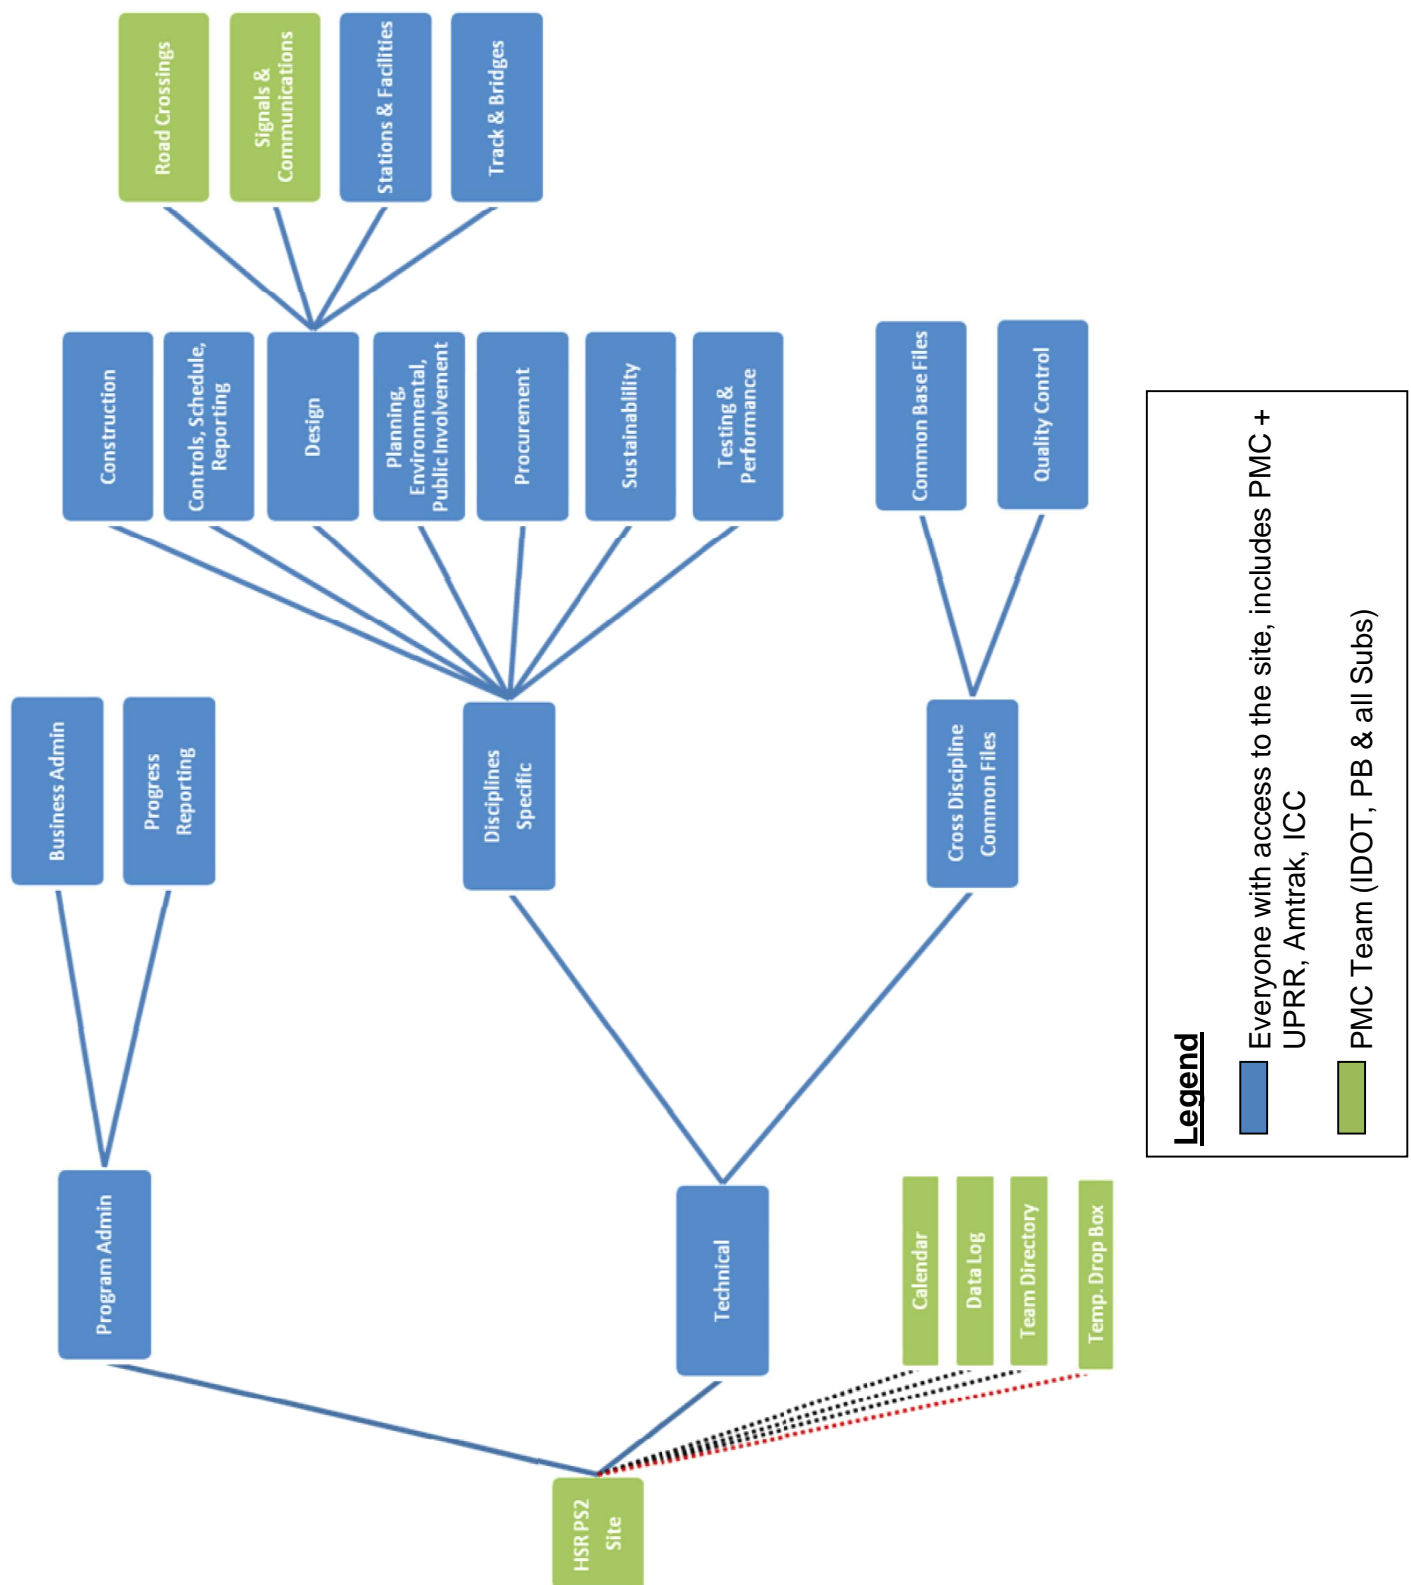 HSR PS2
Site
Program Admin
Business Admin
Progress
Reporting
Technical
Disciplines
Specific
Construction
Controls, Schedule,
Reporting
Design
Road Crossings
Signals &
Communications
Stations & Facilities
Track & Bridges
Planning,
Environmental,
Public Involvement
Procurement
Sustainablility
Testing &
Performance
Cross Discipline
Common Files
Common Base Files
Quality Control
Calendar
Data Log
Team Directory
Temp. Drop Box
Legend
Everyone with access to the site, includes PMC +
UPRR, Amtrak, ICC
PMC Team (IDOT, PB & all Subs)